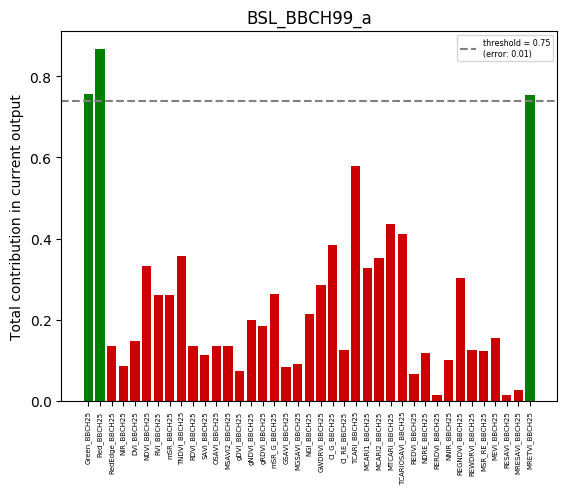 BSL_BBCH99_a
threshold = 0.75
(error: 0.01)
Total contribution in current output
0.8
0.6
0.4
0.2
0.0
Green_BBCH25
Red_BBCH25
RedEdge_BBCH25
NIR_BBCH25
DVI_BBCH25
NDVI_BBCH25
RVI_BBCH25
mSR_BBCH25
TNDVI_BBCH25
RDVI_BBCH25
SAVI_BBCH25
OSAVI_BBCH25
MSAVI2_BBCH25
gDVI_BBCH25
gNDVI_BBCH25
gRDVI_BBCH25
mSR_G_BBCH25
GSAVI_BBCH25
MGSAVI_BBCH25
NGI_BBCH25
GWDRVI_BBCH25
CI_G_BBCH25
CI_RE_BBCH25
TCARI_BBCH25
MCARI1_BBCH25
MCARI2_BBCH25
MTCARI_BBCH25
TCARIOSAVI_BBCH25
REDVI_BBCH25
NDRE_BBCH25
RERDVI_BBCH25
NNIR_BBCH25
REGNDVI_BBCH25
REWDRVI_BBCH25
MSR_RE_BBCH25
MEVI_BBCH25
RESAVI_BBCH25
MRESAVI_BBCH25
MRETVI_BBCH25